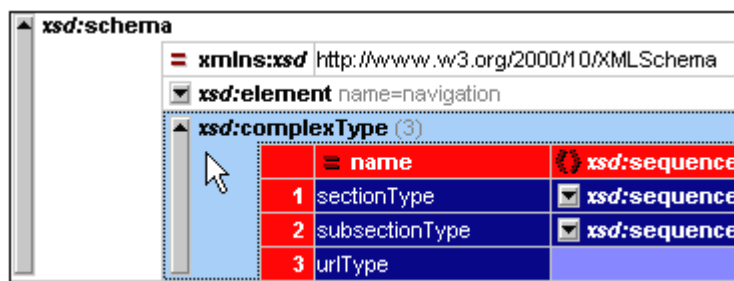 xsd:schema
= xmlns:xsd http://www.w3.org/2000/10/XMLSchema
xsd:element name=navigation
xsd:complexType (3)
= name {} xsd:sequence
1 sectionType xsd:sequence
2 subsectionType xsd:sequence
3 urlType